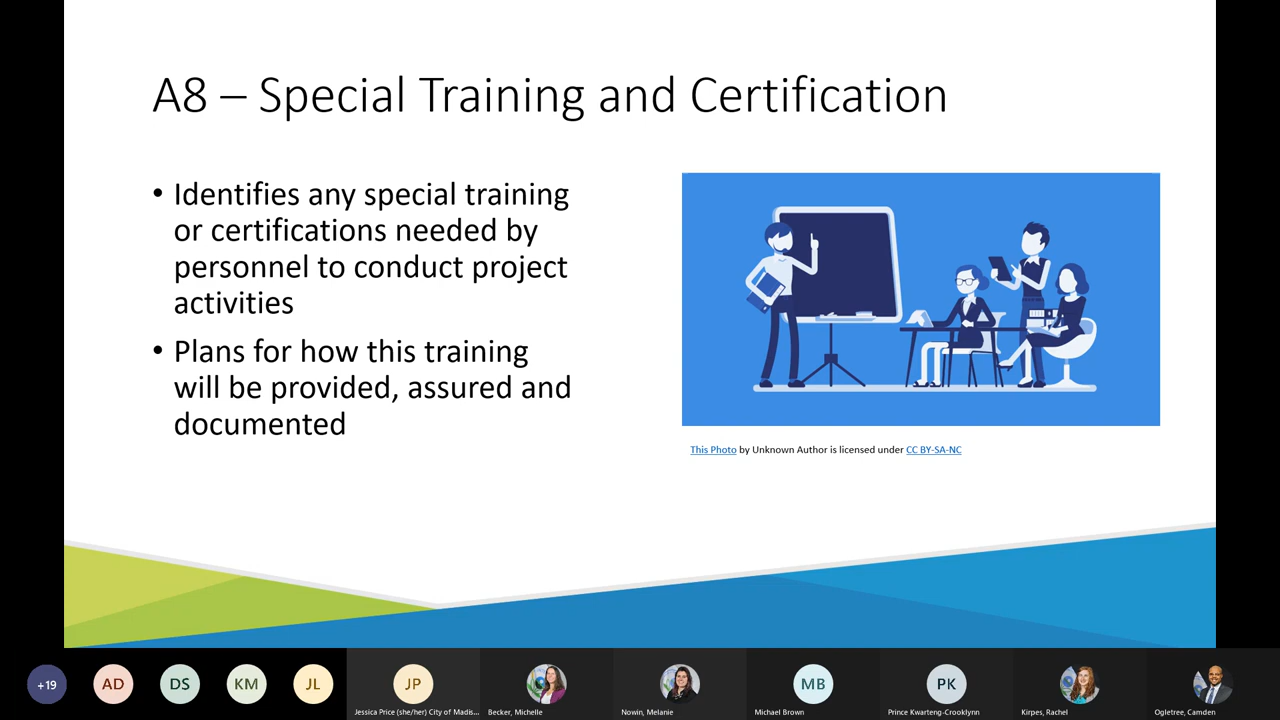 A8 – Special Training and Certification
• Identifies any special training
or certifications needed by
personnel to conduct project
activities
• Plans for how this training
will be provided, assured and
documented
This Photo by Unknown Author is licensed under CC BY-SA-NC
+19
AD
DS
KM
JL
JP
MB
PK
Jessica Price (she/her) City of Madis...
Becker, Michelle
Nowin, Melanie
Michael Brown
Prince Kwarteng-Crooklynn
Kirpes, Rachel
Ogletree, Camden